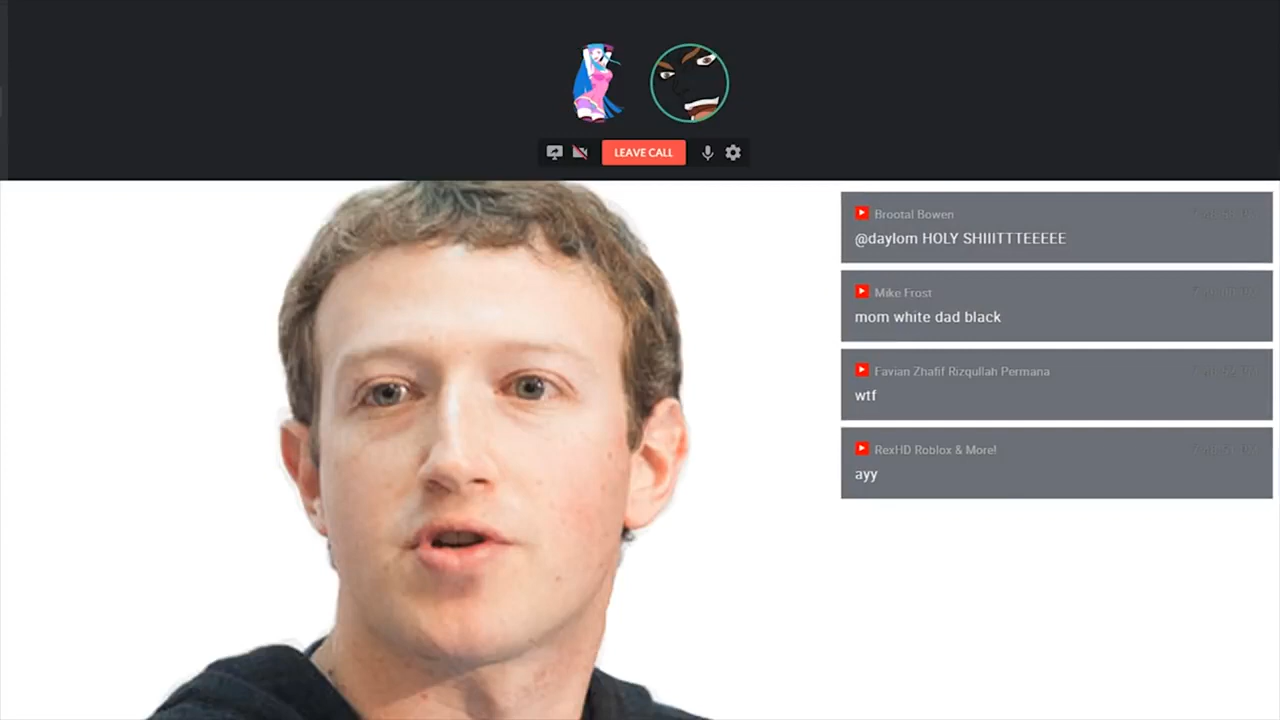 LEAVE CALL
Brootal Bowen
@daylom HOLY SHIIITTTEEEEE
Mike Frost
mom white dad black
Favian Zhafif Rizqullah Permana
wtf
RexHD Roblox & More!
ayy